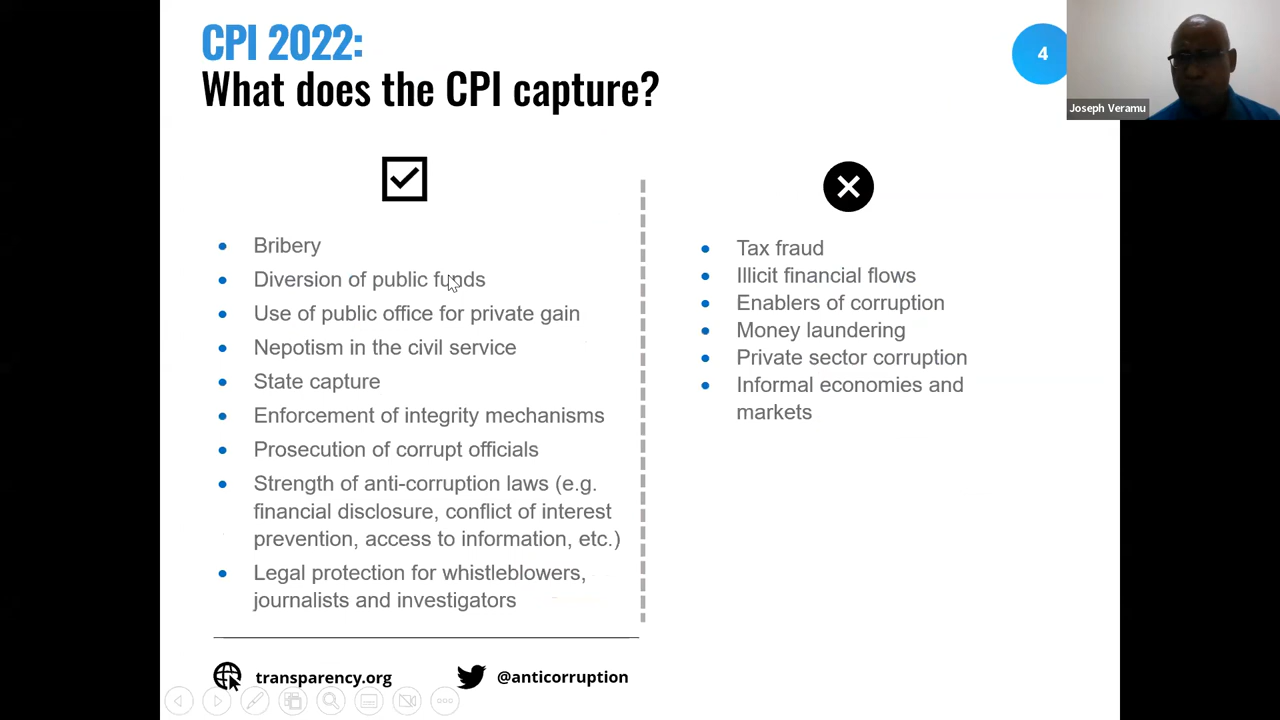 CPI 2022:
What does the CPI capture?
4
Joseph Veramu
Bribery
Diversion of public funds
Use of public office for private gain
Nepotism in the civil service
State capture
Enforcement of integrity mechanisms
Prosecution of corrupt officials
Strength of anti-corruption laws (e.g.
financial disclosure, conflict of interest
prevention, access to information, etc.)
Legal protection for whistleblowers,
journalists and investigators
Tax fraud
Illicit financial flows
Enablers of corruption
Money laundering
Private sector corruption
Informal economies and
markets
transparency.org
@anticorruption